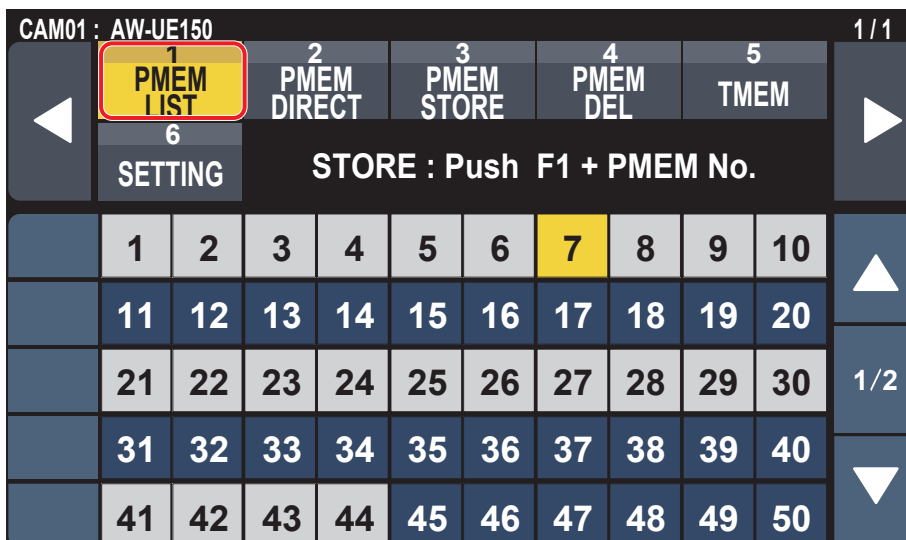 CAM01 : AW-UE150 1 / 1
1 2 3 4 5
PMEM LIST PMEM DIRECT PMEM STORE PMEM DEL TMEM
6
SETTING STORE : Push F1 + PMEM No.
1 2 3 4 5 6 7 8 9 10
11 12 13 14 15 16 17 18 19 20
21 22 23 24 25 26 27 28 29 30 1/2
31 32 33 34 35 36 37 38 39 40
41 42 43 44 45 46 47 48 49 50